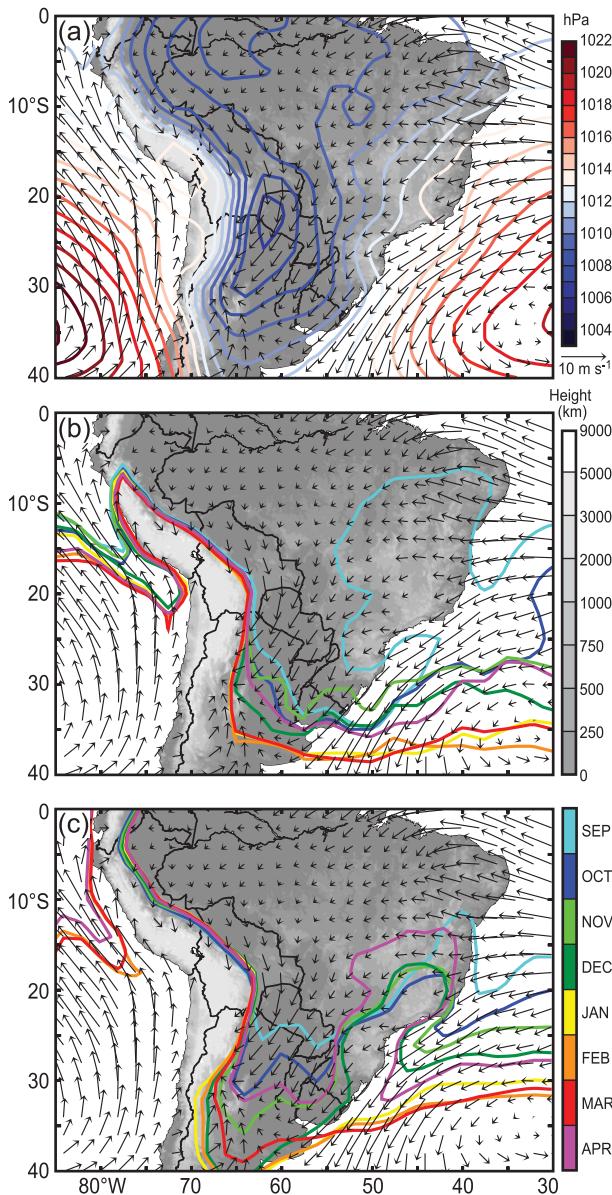 (a)
0
10°S
20
30
40
hPa
1022
1020
1018
1016
1014
1012
1010
1008
1006
1004
10 m s-1
(b)
0
10°S
20
30
40
Height
(km)
9000
5000
3000
2000
1000
750
500
250
0
(c)
0
10°S
20
30
40
80°W 70 60 50 40 30
SEP
OCT
NOV
DEC
JAN
FEB
MAR
APR